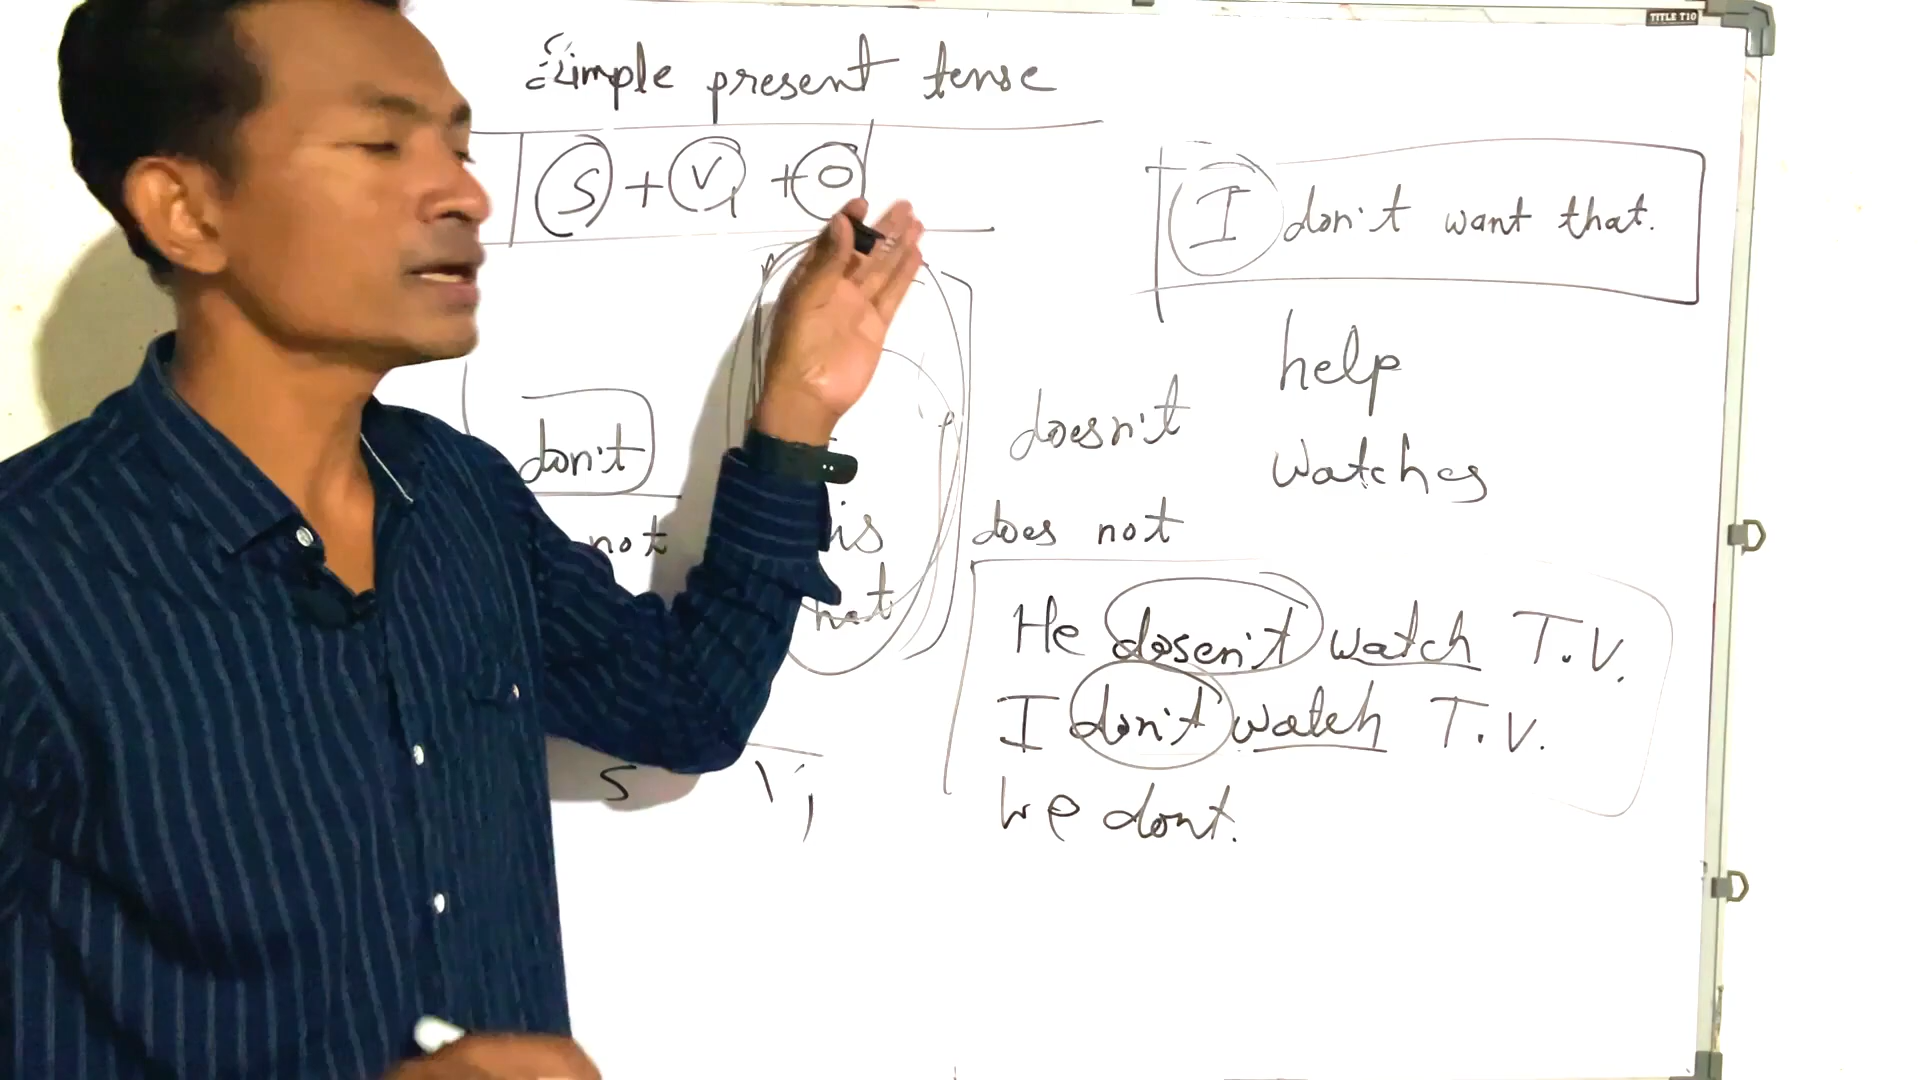 TITLE T10
Simple present tense
S + V1 + O
I don't want that.
help
don't
doesn't
watches
not
is
does not
not
He dosen't watch T.V.
I don't watch T.V.
S V1
We dont.